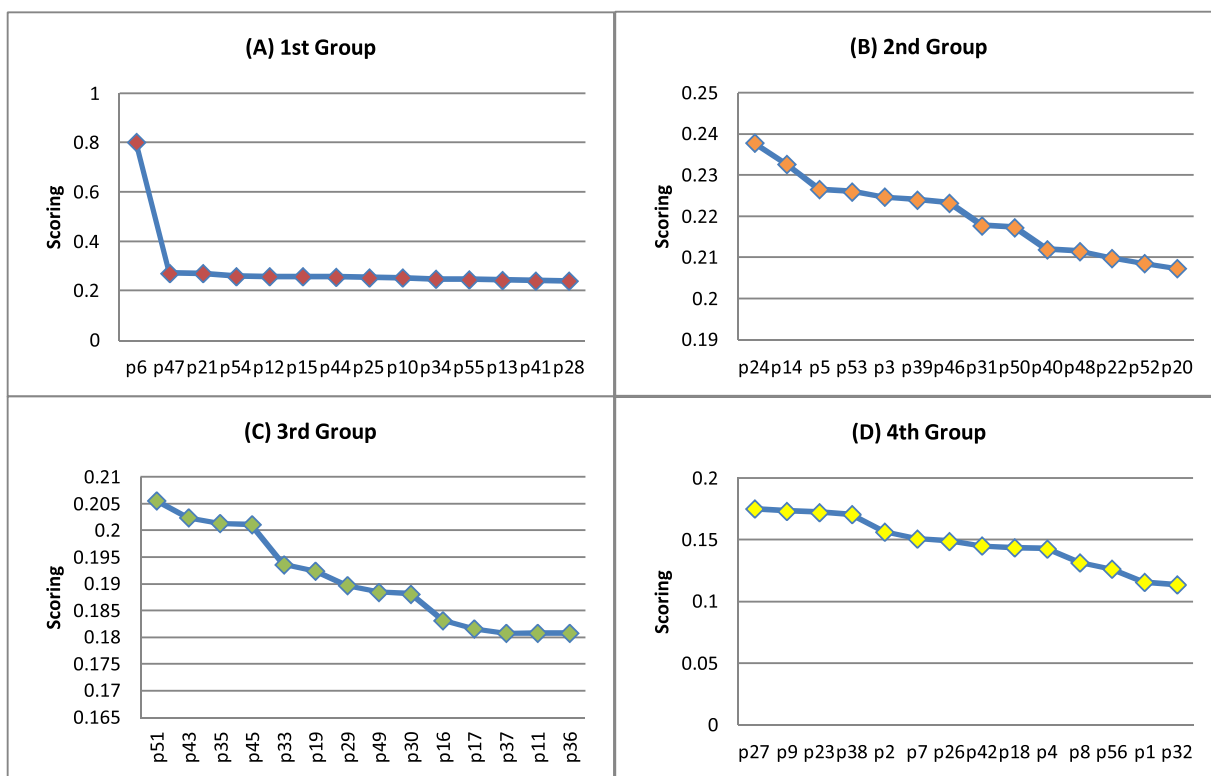 (A) 1st Group
Scoring
1
0.8
0.6
0.4
0.2
0
p6 p47 p21 p54 p12 p15 p44 p25 p10 p34 p55 p13 p41 p28
(B) 2nd Group
Scoring
0.25
0.24
0.23
0.22
0.21
0.2
0.19
p24 p14 p5 p53 p3 p39 p46 p31 p50 p40 p48 p22 p52 p20
(C) 3rd Group
Scoring
0.21
0.205
0.2
0.195
0.19
0.185
0.18
0.175
0.17
0.165
p51 p43 p35 p45 p33 p19 p29 p49 p30 p16 p17 p37 p11 p36
(D) 4th Group
Scoring
0.2
0.15
0.1
0.05
0
p27 p9 p23 p38 p2 p7 p26 p42 p18 p4 p8 p56 p1 p32